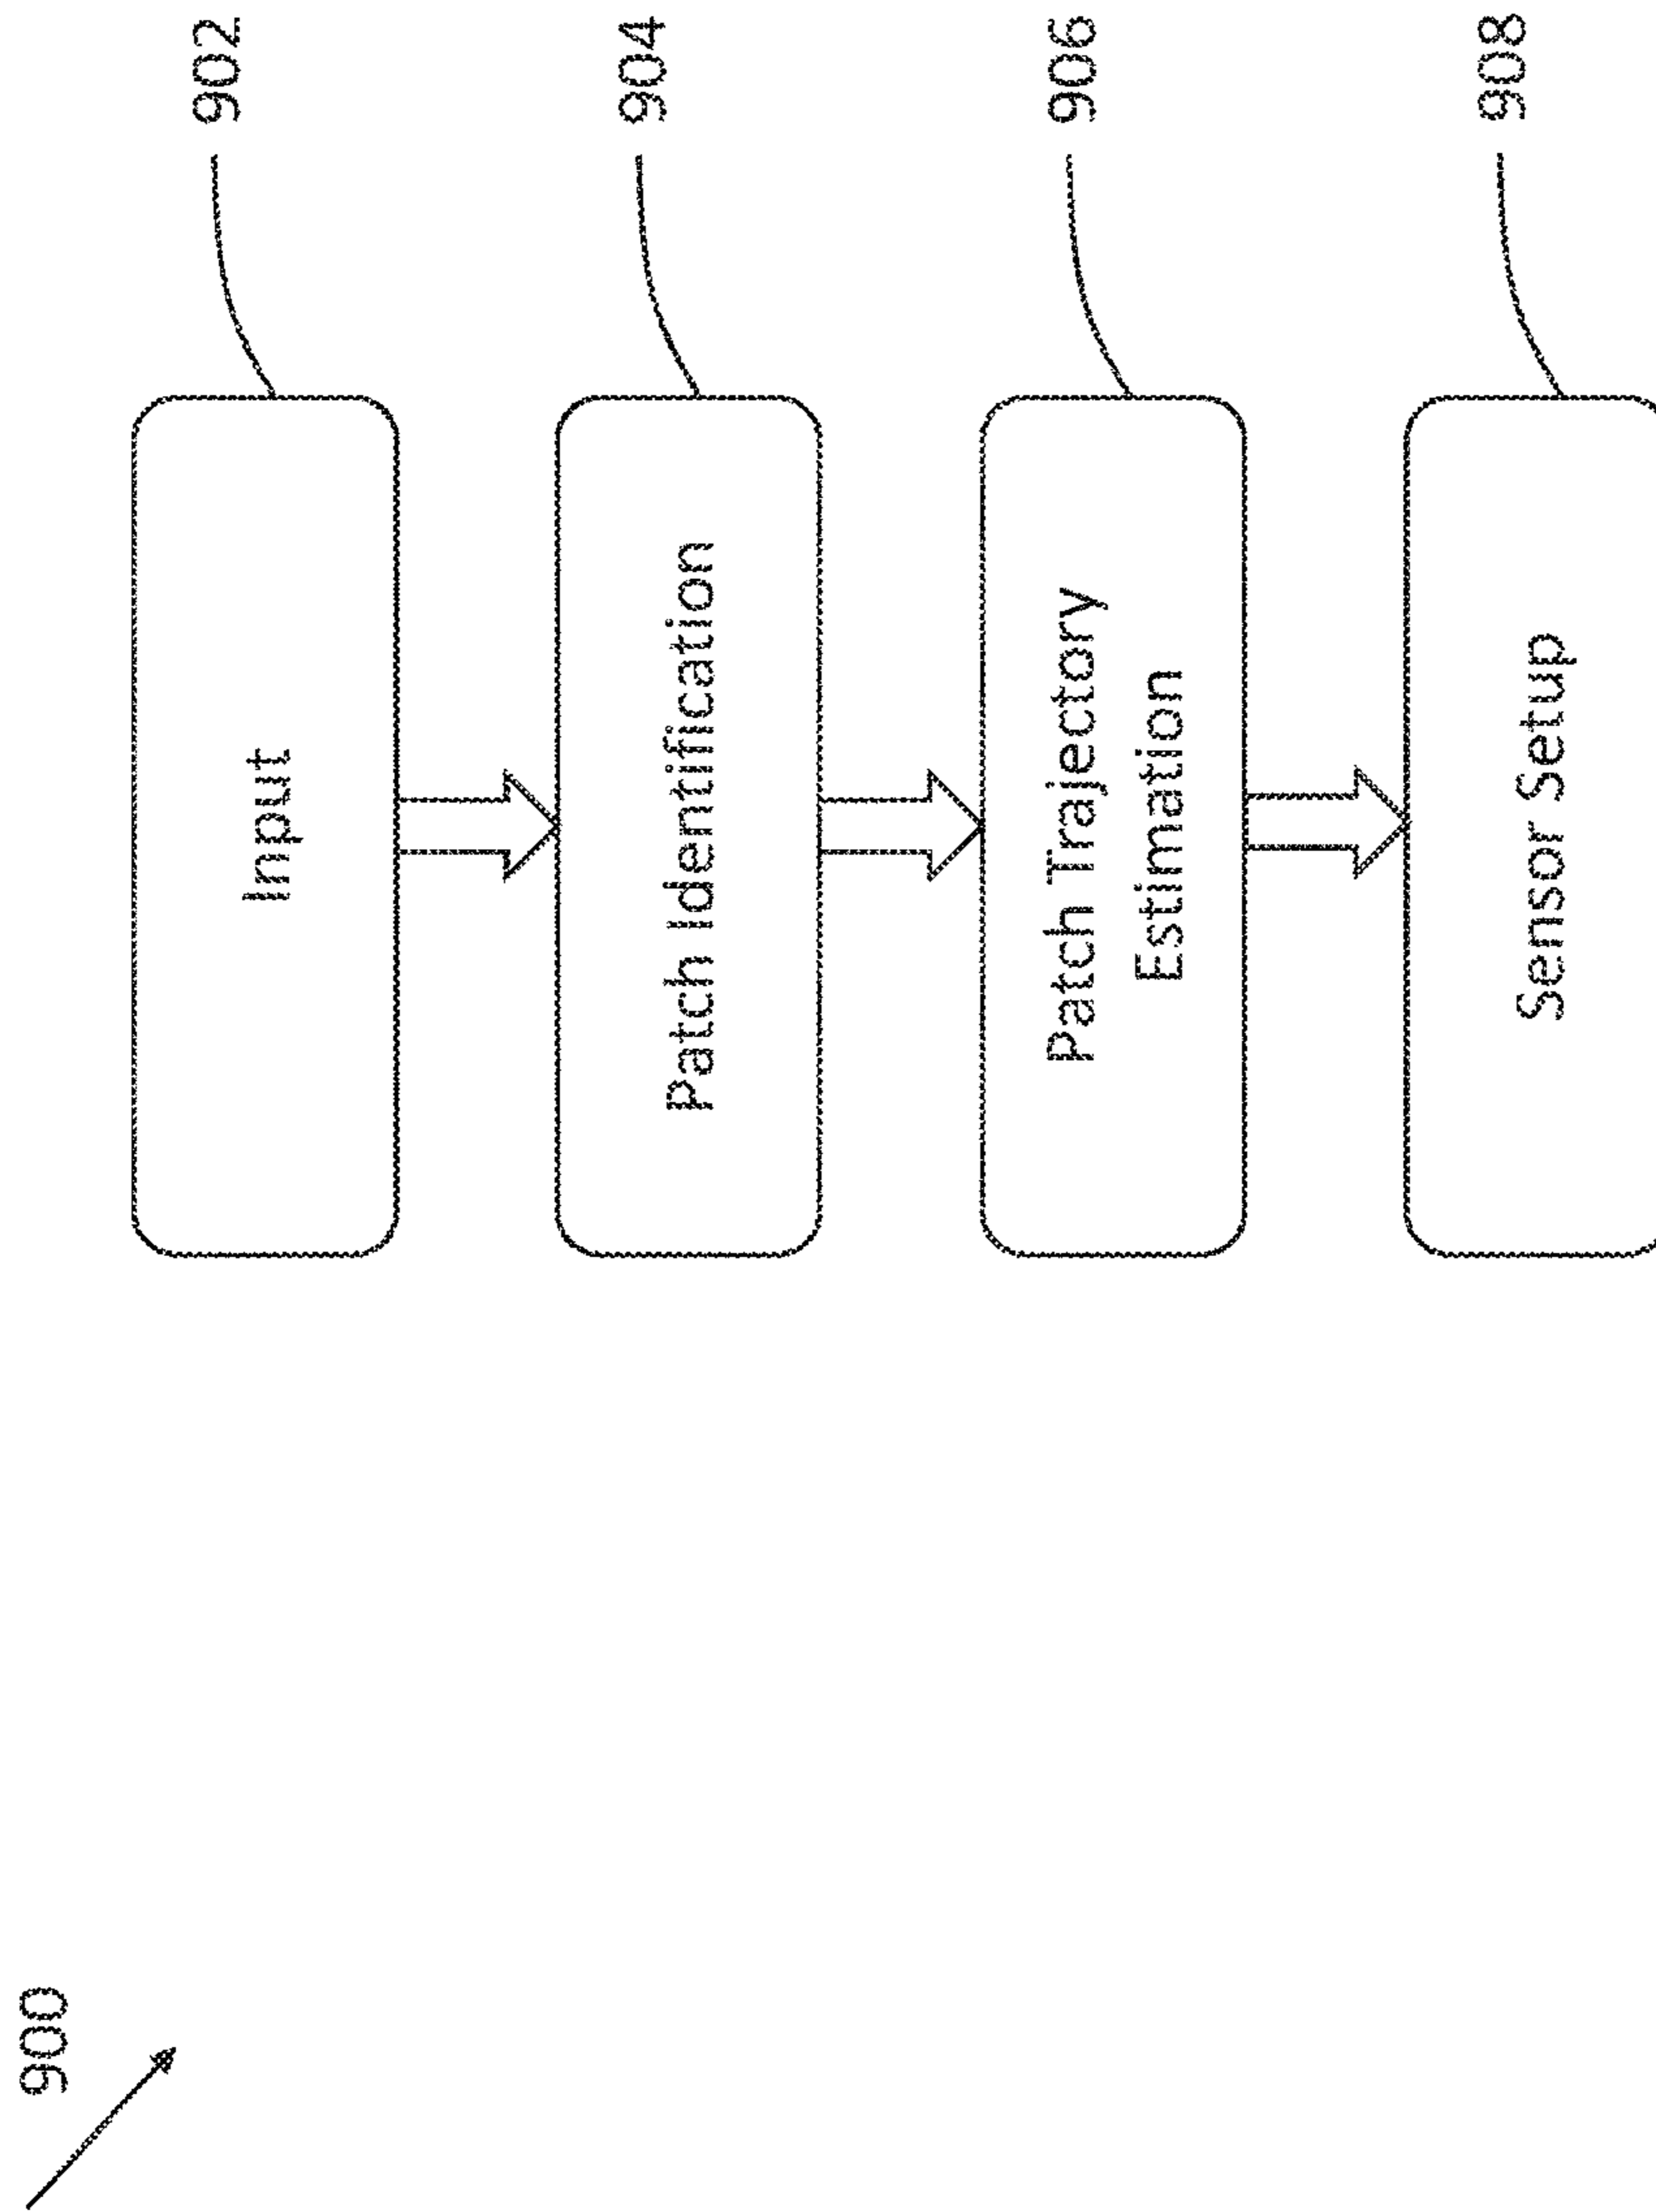 900
Input
902
Patch Identification
904
Patch Trajectory
Estimation
906
Sensor Setup
908